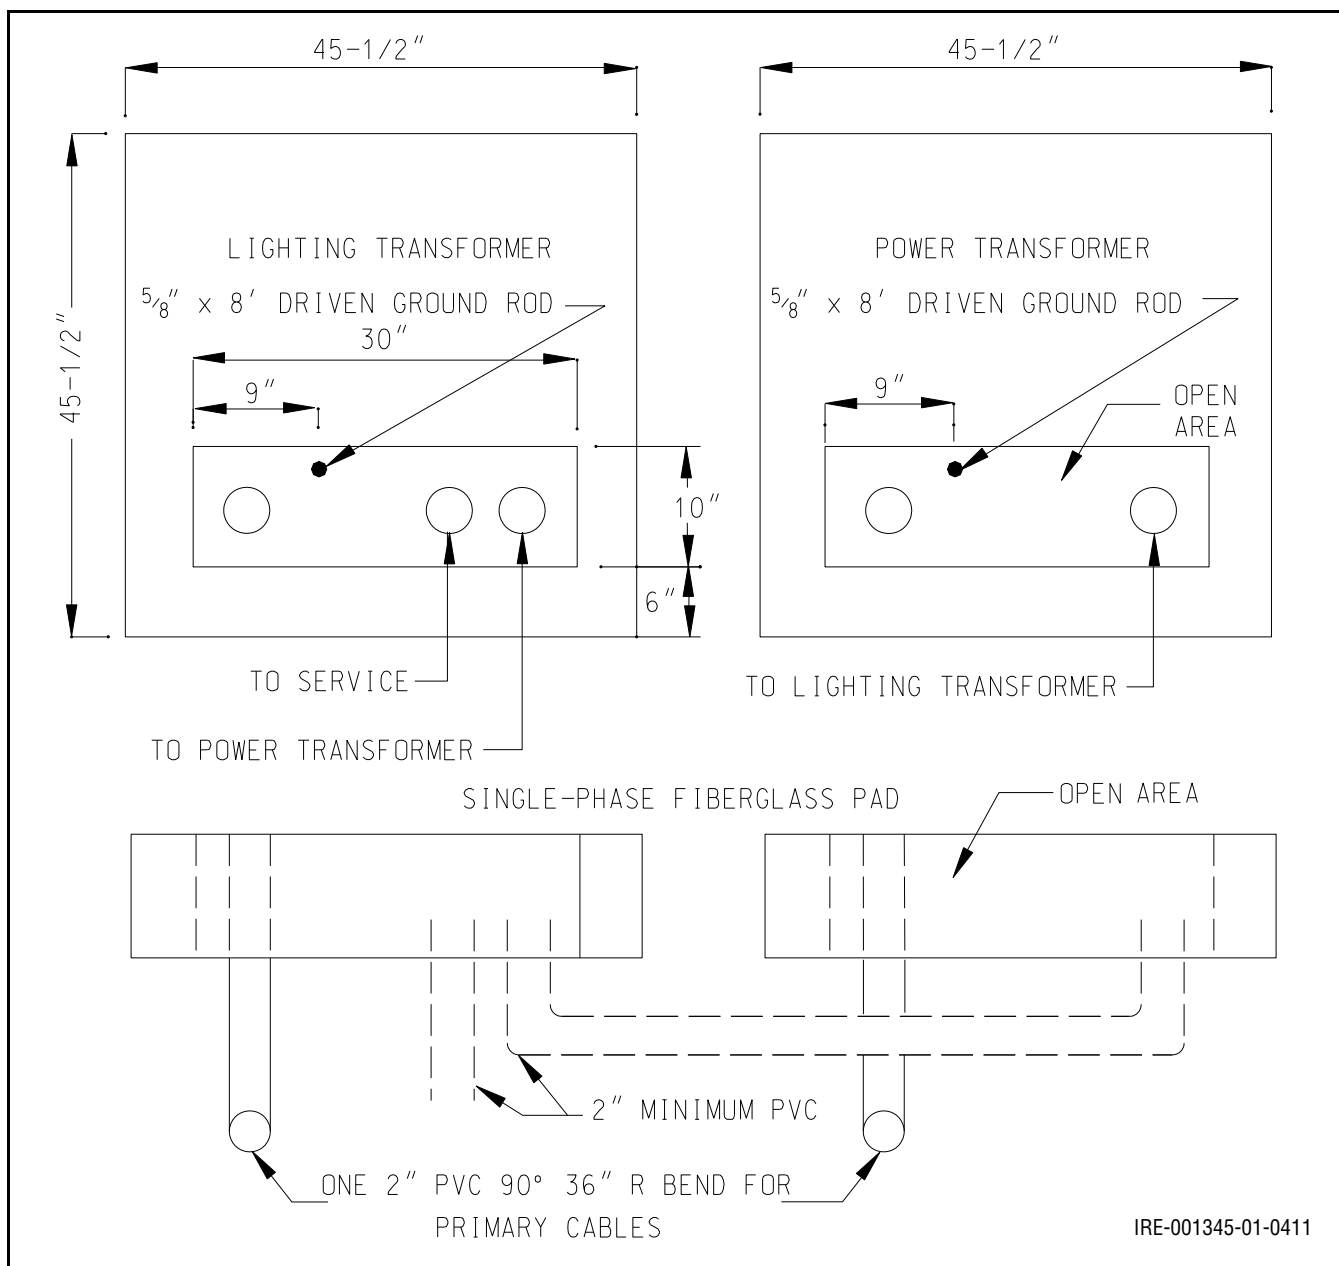 45-1/2"
45-1/2"
45-1/2"
LIGHTING TRANSFORMER
5/8" x 8' DRIVEN GROUND ROD
30"
9"
10"
6"
TO SERVICE
TO POWER TRANSFORMER
POWER TRANSFORMER
5/8" x 8' DRIVEN GROUND ROD
9"
OPEN
AREA
TO LIGHTING TRANSFORMER
SINGLE-PHASE FIBERGLASS PAD
OPEN AREA
2" MINIMUM PVC
ONE 2" PVC 90° 36" R BEND FOR
PRIMARY CABLES
IRE-001345-01-0411